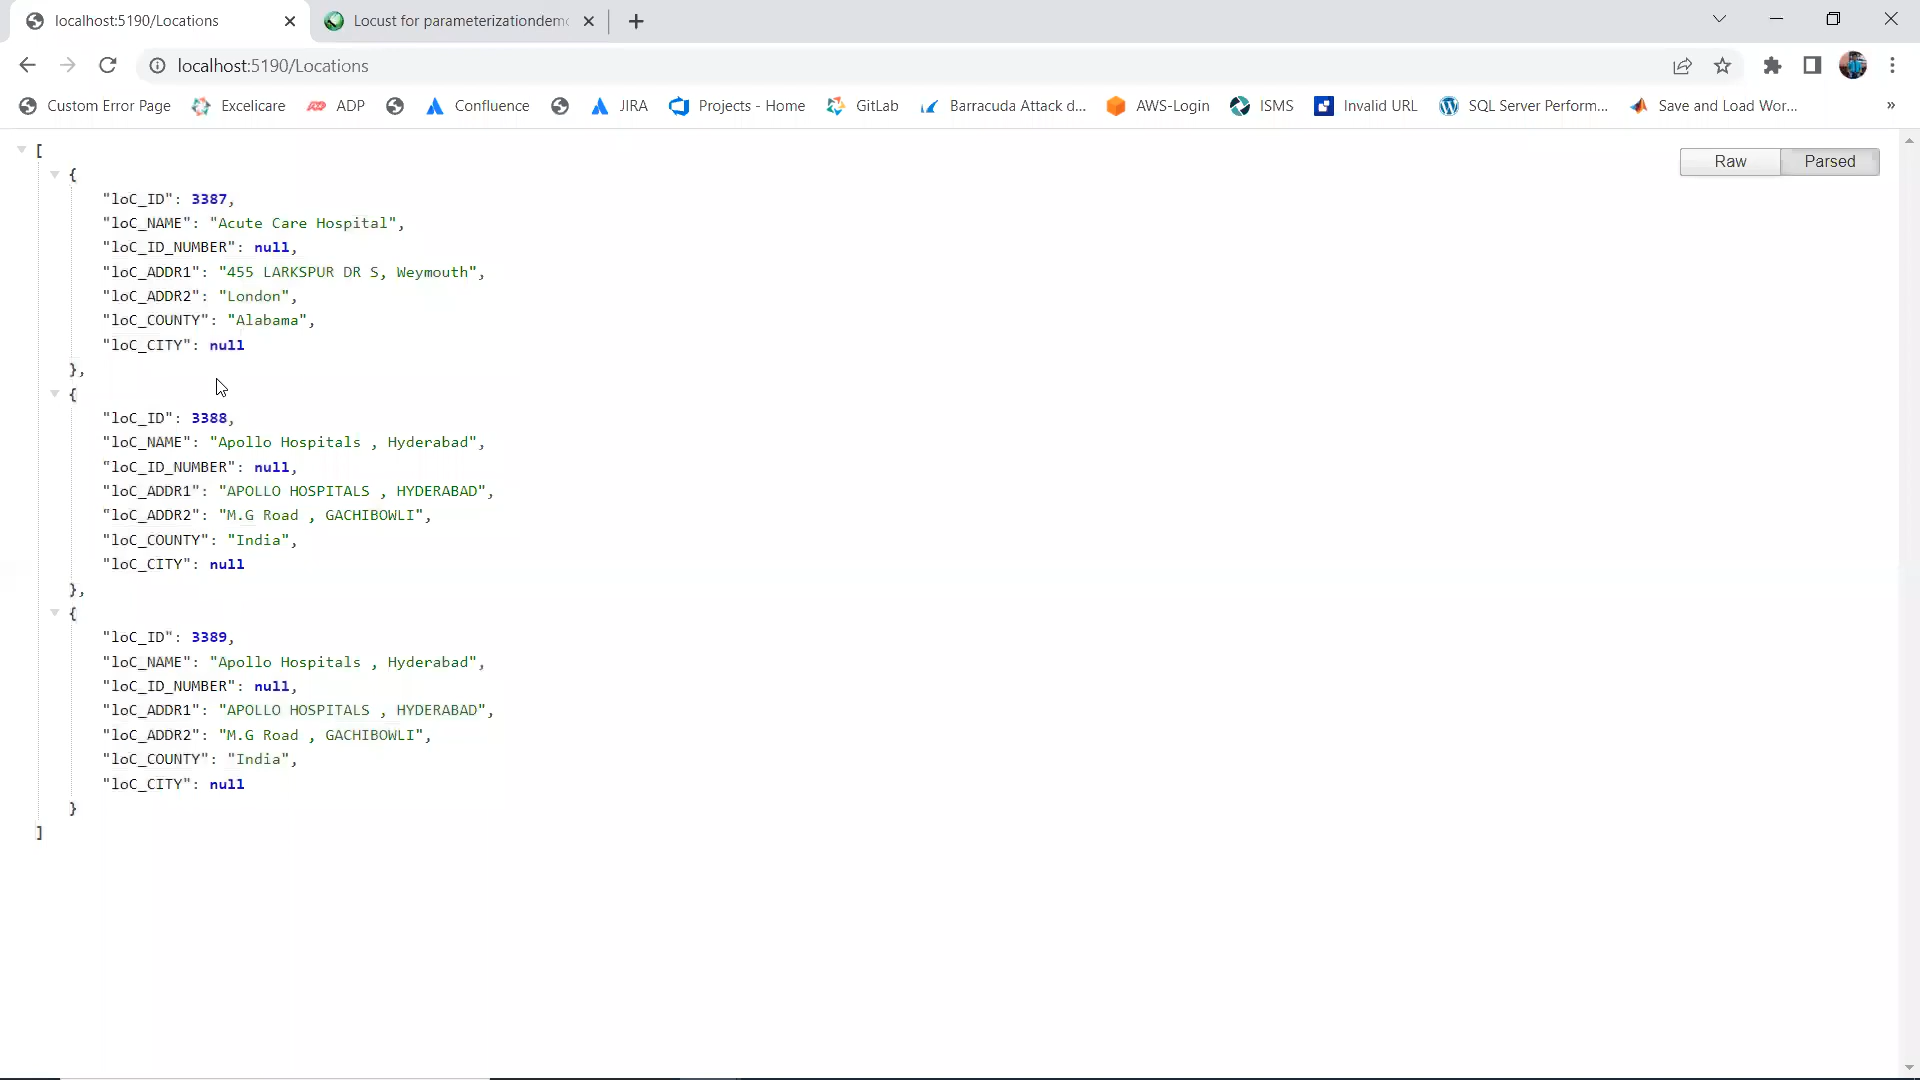 localhost:5190/Locations
Locust for parameterizationdem
localhost:5190/Locations
Custom Error Page Excelicare ADP Confluence JIRA Projects - Home GitLab Barracuda Attack d... AWS-Login ISMS Invalid URL SQL Server Perform... Save and Load Wor... »
Raw Parsed
[
{
"loC_ID": 3387,
"loC_NAME": "Acute Care Hospital",
"loC_ID_NUMBER": null,
"loC_ADDR1": "455 LARKSPUR DR S, Weymouth",
"loC_ADDR2": "London",
"loC_COUNTY": "Alabama",
"loC_CITY": null
},
{
"loC_ID": 3388,
"loC_NAME": "Apollo Hospitals , Hyderabad",
"loC_ID_NUMBER": null,
"loC_ADDR1": "APOLLO HOSPITALS , HYDERABAD",
"loC_ADDR2": "M.G Road , GACHIBOWLI",
"loC_COUNTY": "India",
"loC_CITY": null
},
{
"loC_ID": 3389,
"loC_NAME": "Apollo Hospitals , Hyderabad",
"loC_ID_NUMBER": null,
"loC_ADDR1": "APOLLO HOSPITALS , HYDERABAD",
"loC_ADDR2": "M.G Road , GACHIBOWLI",
"loC_COUNTY": "India",
"loC_CITY": null
}
]